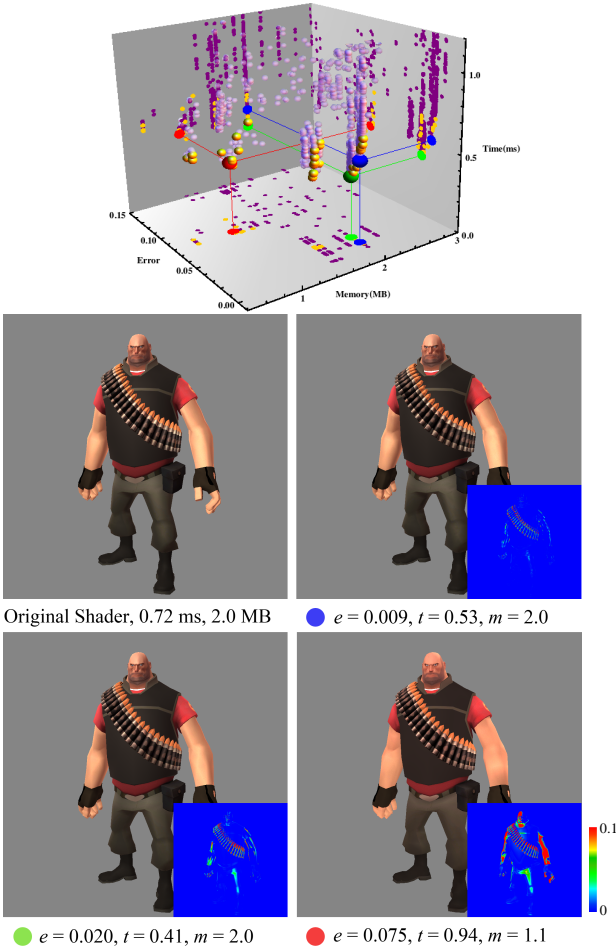 1.0
Time(ms)
0.5
0.15
0.10
Error
0.05
0.00
0.0
3
2
1
Memory(MB)
Original Shader, 0.72 ms, 2.0 MB
e = 0.009, t = 0.53, m = 2.0
0.1
0
e = 0.020, t = 0.41, m = 2.0
e = 0.075, t = 0.94, m = 1.1